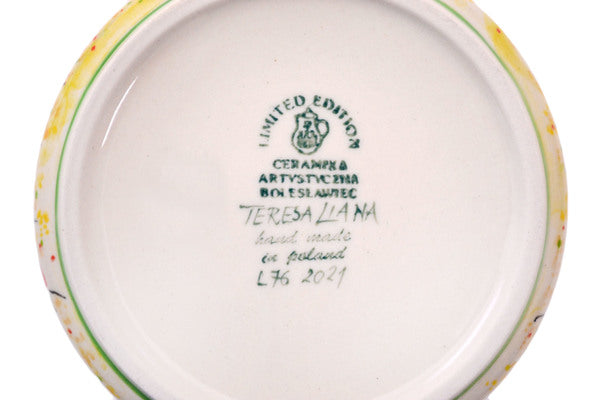 LIMITED EDITION
CERAMIKA
ARTYSTYCZNA
BOLESŁAWIEC
TERESA LIANA
hand made
in poland
L76 2021